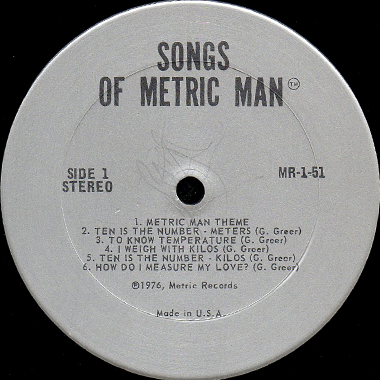 SONGS
OF METRIC MAN™
SIDE 1
STEREO
MR-1-51
1. METRIC MAN THEME
2. TEN IS THE NUMBER - METERS (G. Greer)
3. TO KNOW TEMPERATURE (G. Greer)
4. I WEIGH WITH KILOS (G. Greer)
5. TEN IS THE NUMBER - KILOS (G. Greer)
6. HOW DO I MEASURE MY LOVE? (G. Greer)
℗1976, Metric Records
Made in U.S.A.